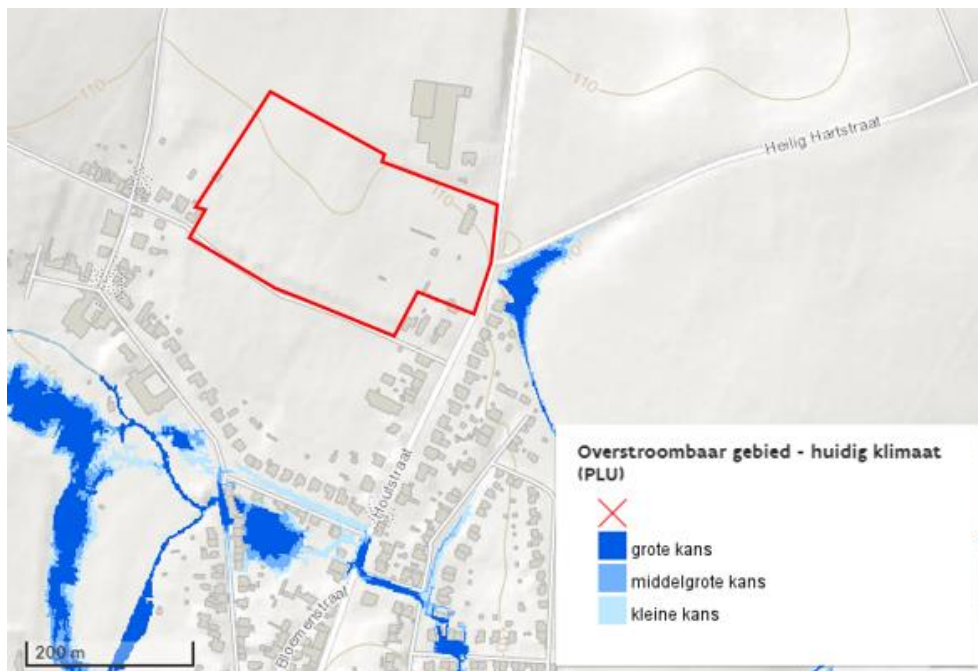 110
110
110
Heilig Hartstraat
Houtstraat
Bloemenstraat
Overstroombaar gebied - huidig klimaat
(PLU)
grote kans
middelgrote kans
kleine kans
200 m